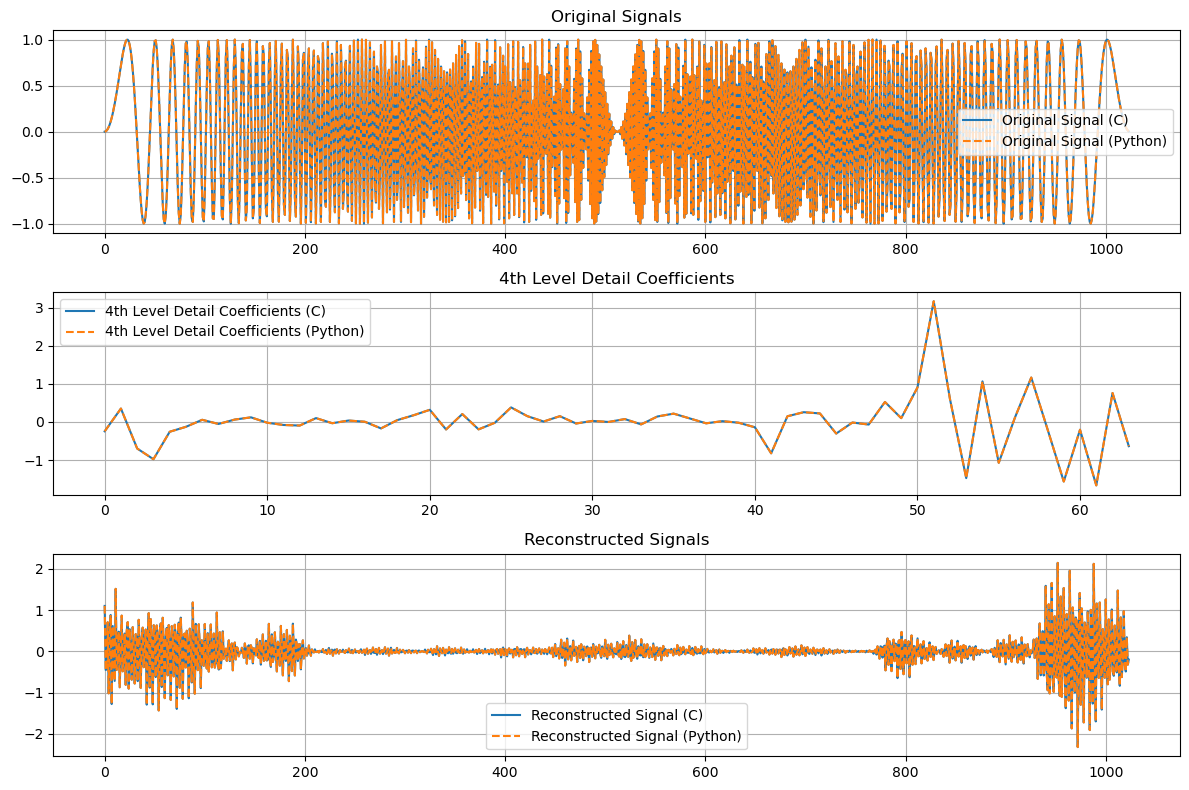 Original Signals
1.0
0.5
0.0
−0.5
−1.0
Original Signal (C)
Original Signal (Python)
0 200 400 600 800 1000
4th Level Detail Coefficients
3
2
1
0
−1
4th Level Detail Coefficients (C)
4th Level Detail Coefficients (Python)
0 10 20 30 40 50 60
Reconstructed Signals
2
1
0
−1
−2
Reconstructed Signal (C)
Reconstructed Signal (Python)
0 200 400 600 800 1000